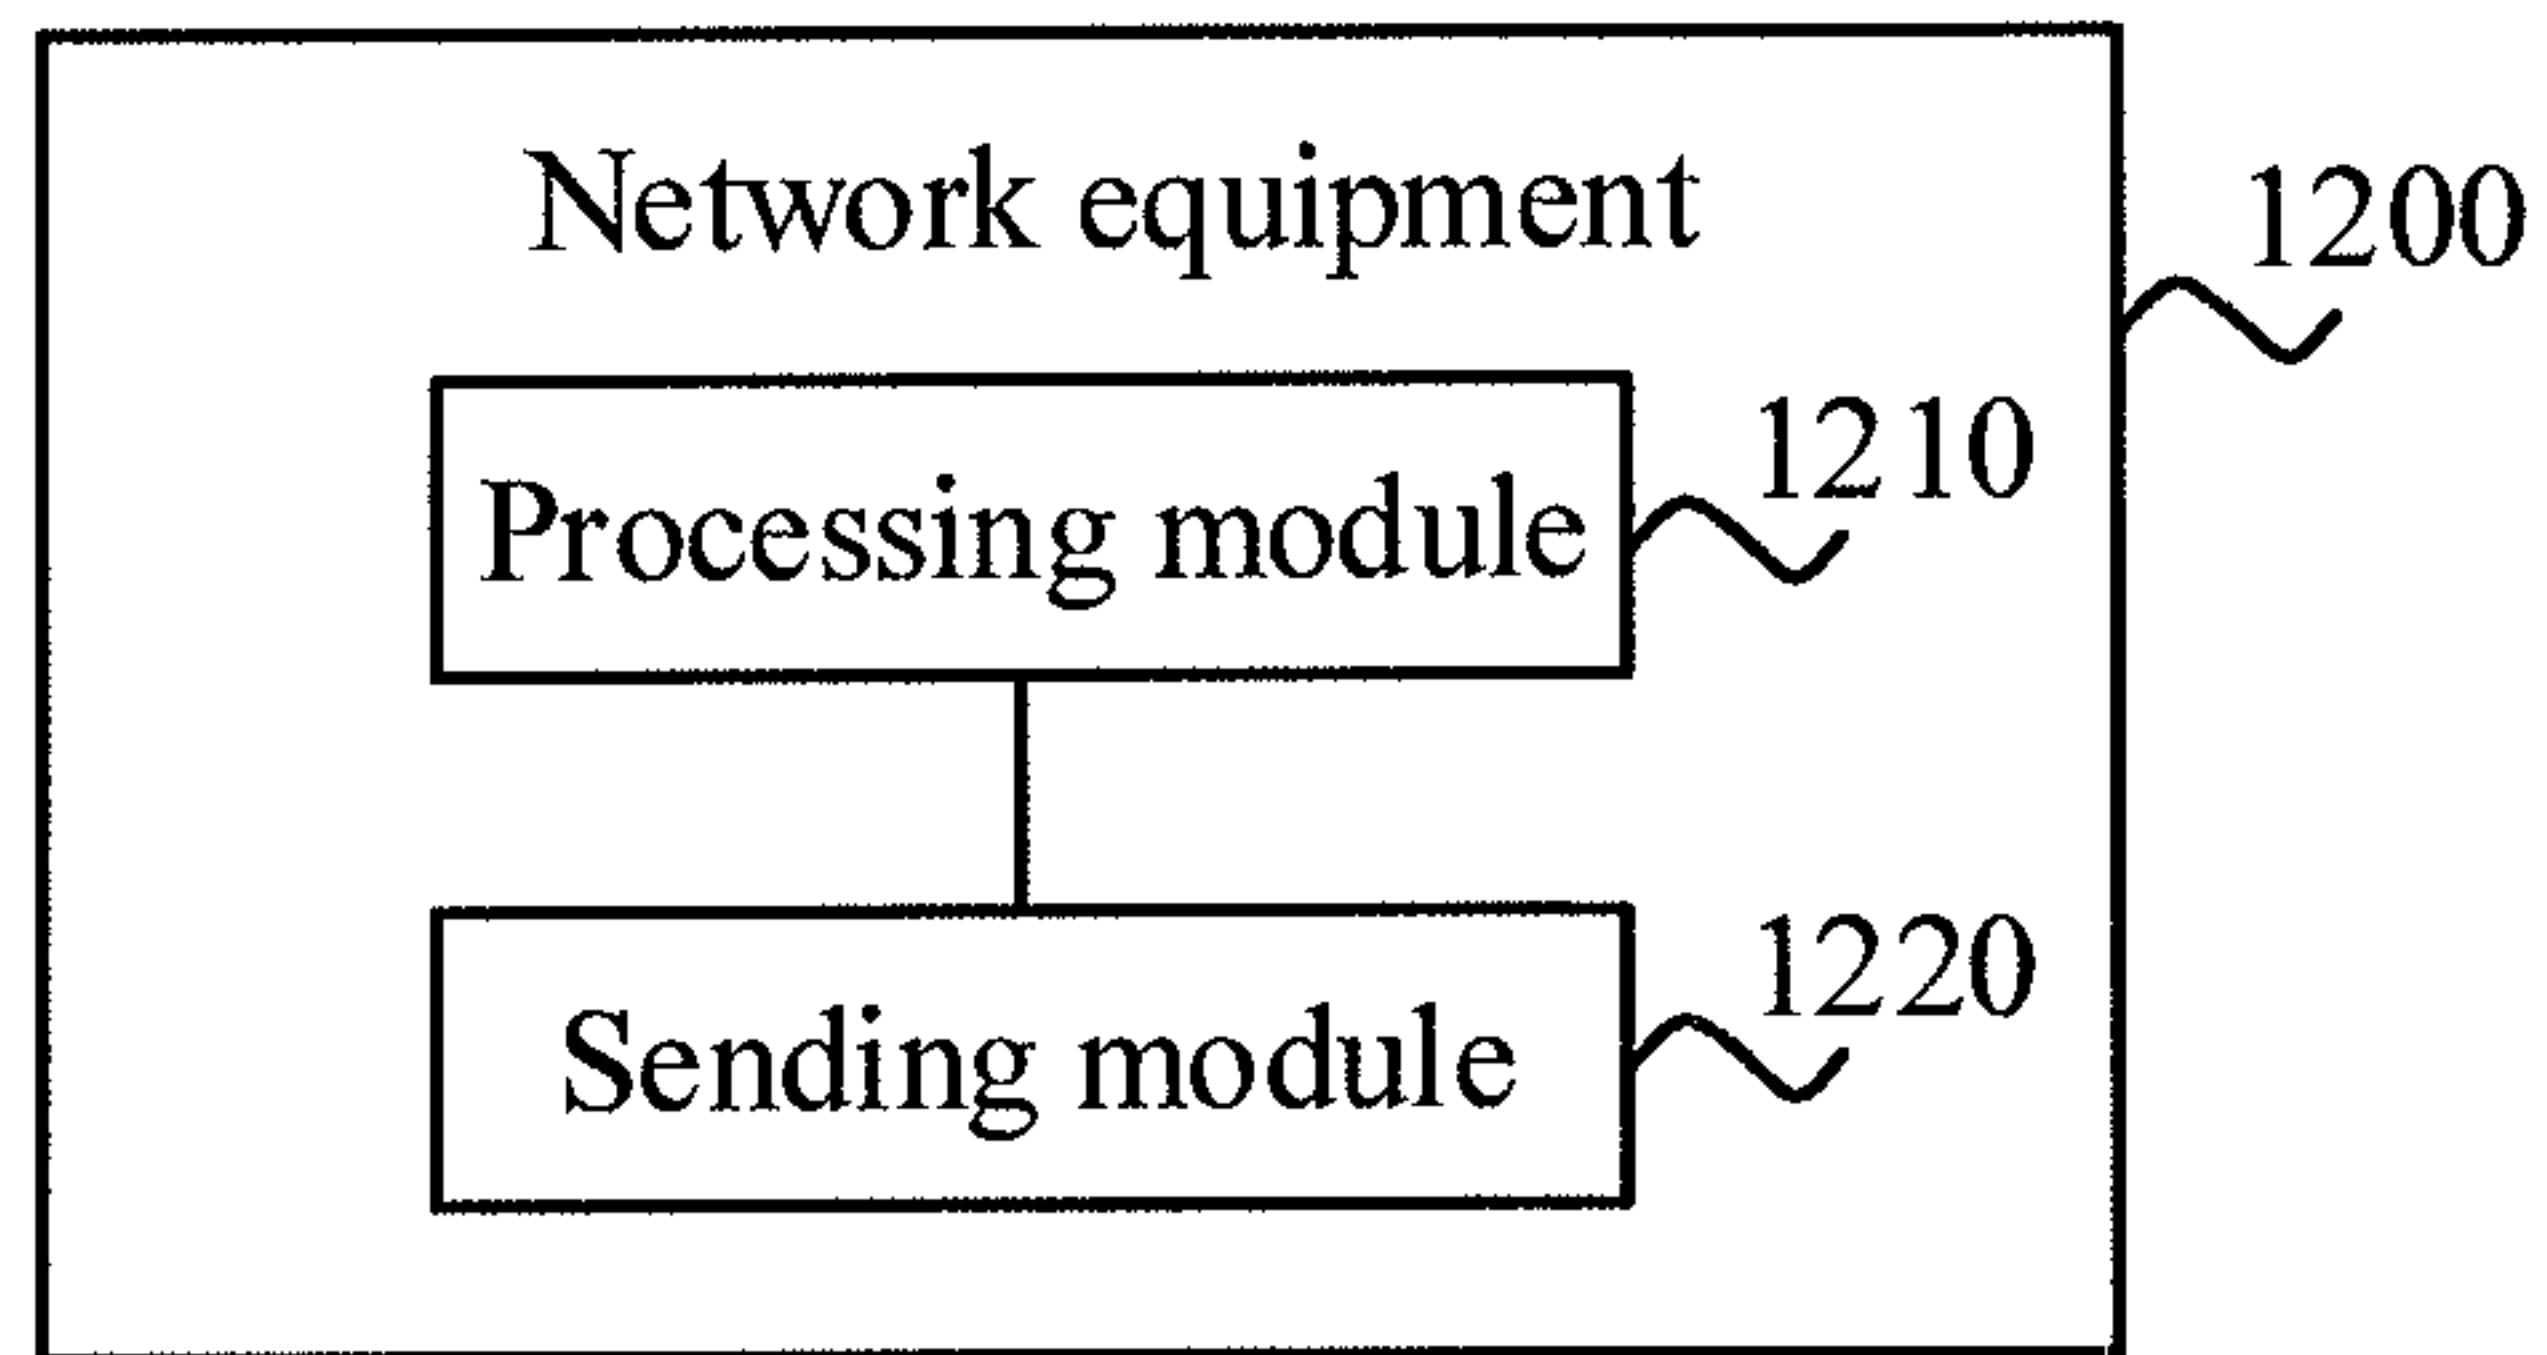 Network equipment
1200
Processing module
1210
Sending module
1220